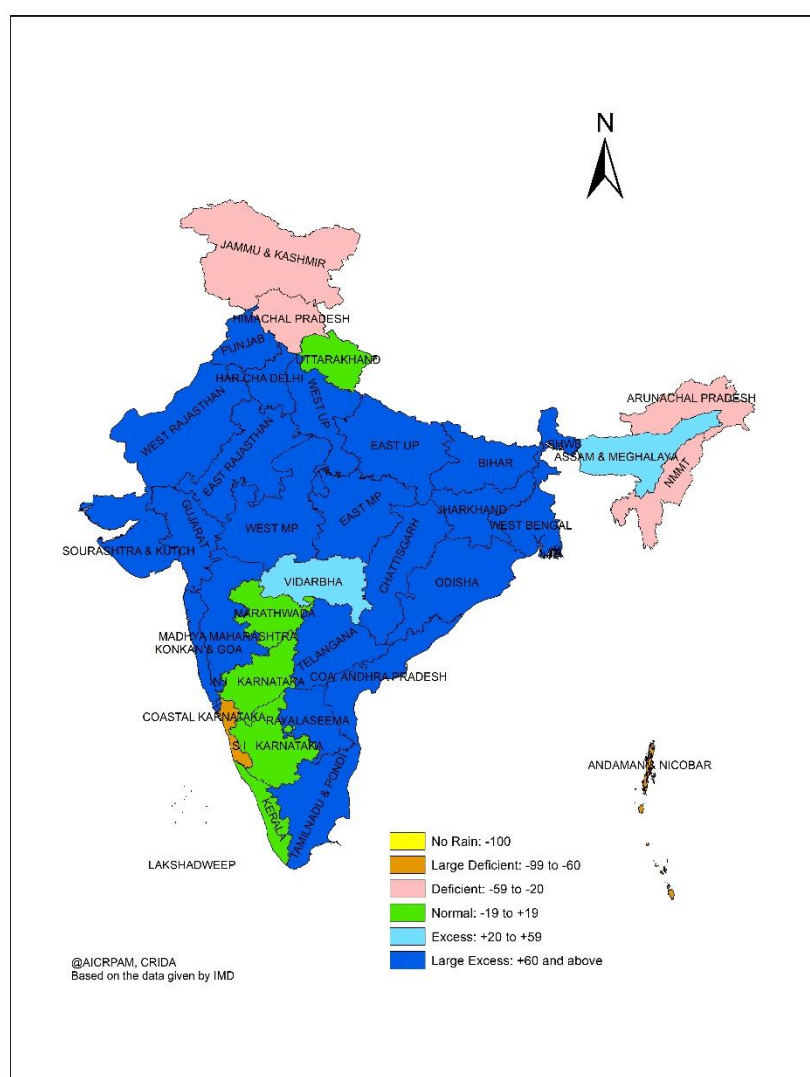 N
JAMMU & KASHMIR
HIMACHAL PRADESH
PUNJAB
UTTARAKHAND
HAR CHA DELHI
WEST UP
WEST RAJASTHAN
EAST RAJASTHAN
EAST UP
BIHAR
SHWB
ARUNACHAL PRADESH
ASSAM & MEGHALAYA
NMMT
GUJARAT
WEST MP
EAST MP
JHARKHAND
WEST BENGAL
SOURASHTRA & KUTCH
CHATTISGARH
VIDARBHA
ODISHA
MARATHWADA
MADHYA MAHARASHTRA
KONKAN & GOA
TELANGANA
N I KARNATAKA
COA. ANDHRA PRADESH
COASTAL KARNATAKA
RAYALASEEMA
S I KARNATAKA
KERALA
TAMILNADU & PONDI
ANDAMAN & NICOBAR
LAKSHADWEEP
No Rain: -100
Large Deficient: -99 to -60
Deficient: -59 to -20
Normal: -19 to +19
Excess: +20 to +59
Large Excess: +60 and above
@AICRPAM, CRIDA
Based on the data given by IMD